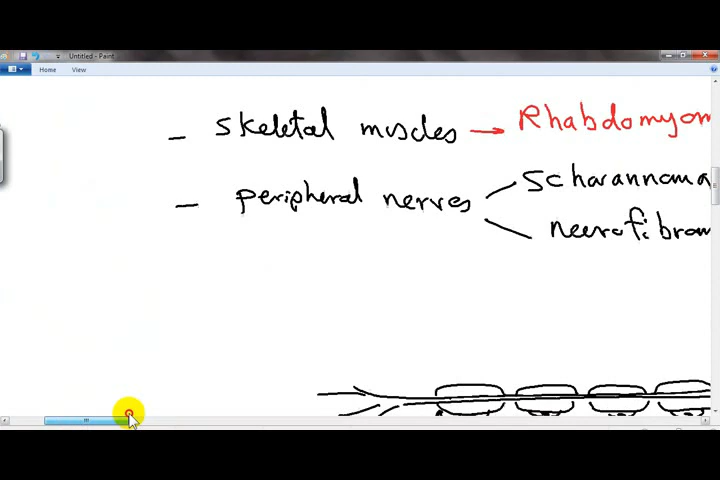 Untitled - Paint
Home View
- Skeletal muscles → Rhabdomyom
- peripheral nerves
Scharannoma
neerofibrom